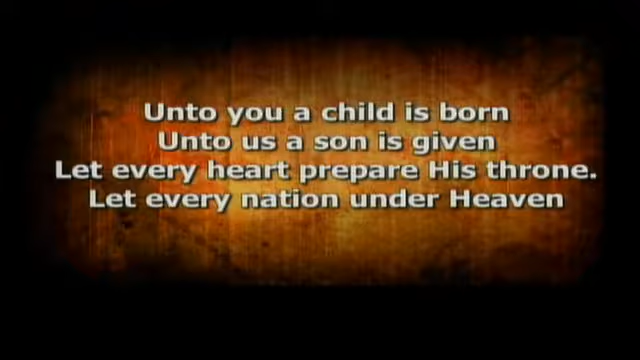 Unto you a child is born
Unto us a son is given
Let every heart prepare His throne.
Let every nation under Heaven